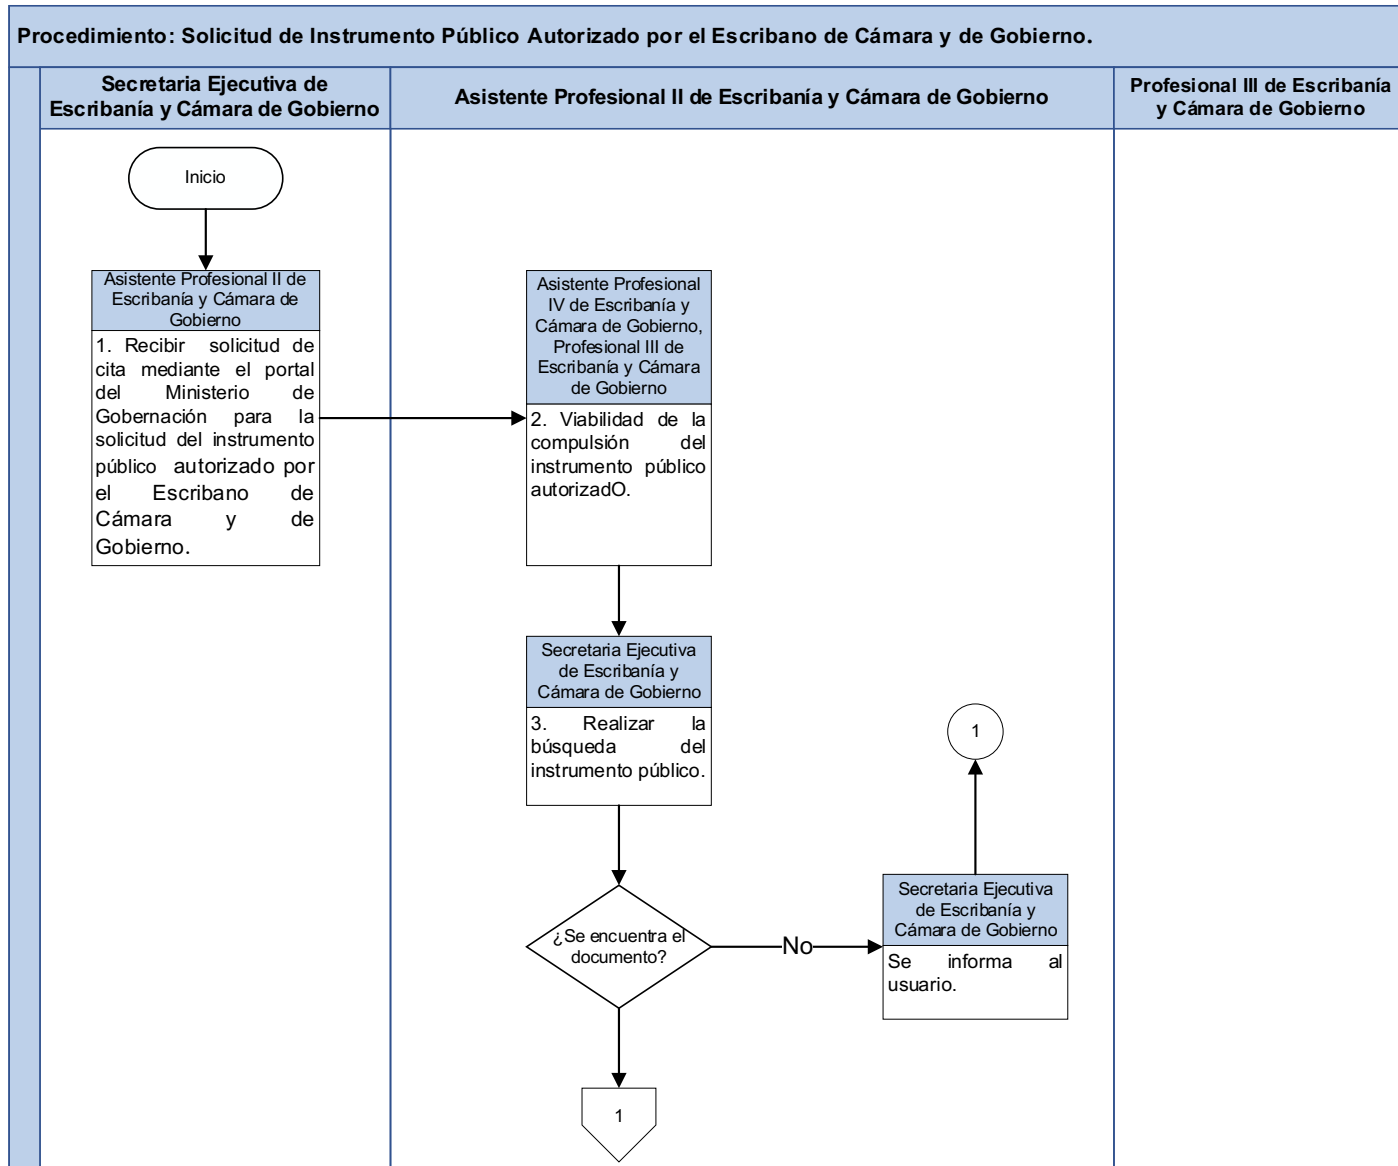 Procedimiento: Solicitud de Instrumento Público Autorizado por el Escribano de Cámara y de Gobierno.
Secretaria Ejecutiva de
Escribanía y Cámara de Gobierno
Asistente Profesional II de Escribanía y Cámara de Gobierno
Profesional III de Escribanía
y Cámara de Gobierno
Inicio
Asistente Profesional II de
Escribanía y Cámara de
Gobierno
1. Recibir solicitud de
cita mediante el portal
del Ministerio de
Gobernación para la
solicitud del instrumento
público autorizado por
el Escribano de
Cámara y de
Gobierno.
Asistente Profesional
IV de Escribanía y
Cámara de Gobierno,
Profesional III de
Escribanía y Cámara
de Gobierno
2. Viabilidad de la
compulsión del
instrumento público
autorizadO.
Secretaria Ejecutiva
de Escribanía y
Cámara de Gobierno
3. Realizar la
búsqueda del
instrumento público.
¿Se encuentra el
documento?
No
Secretaria Ejecutiva
de Escribanía y
Cámara de Gobierno
Se informa al
usuario.
1
1